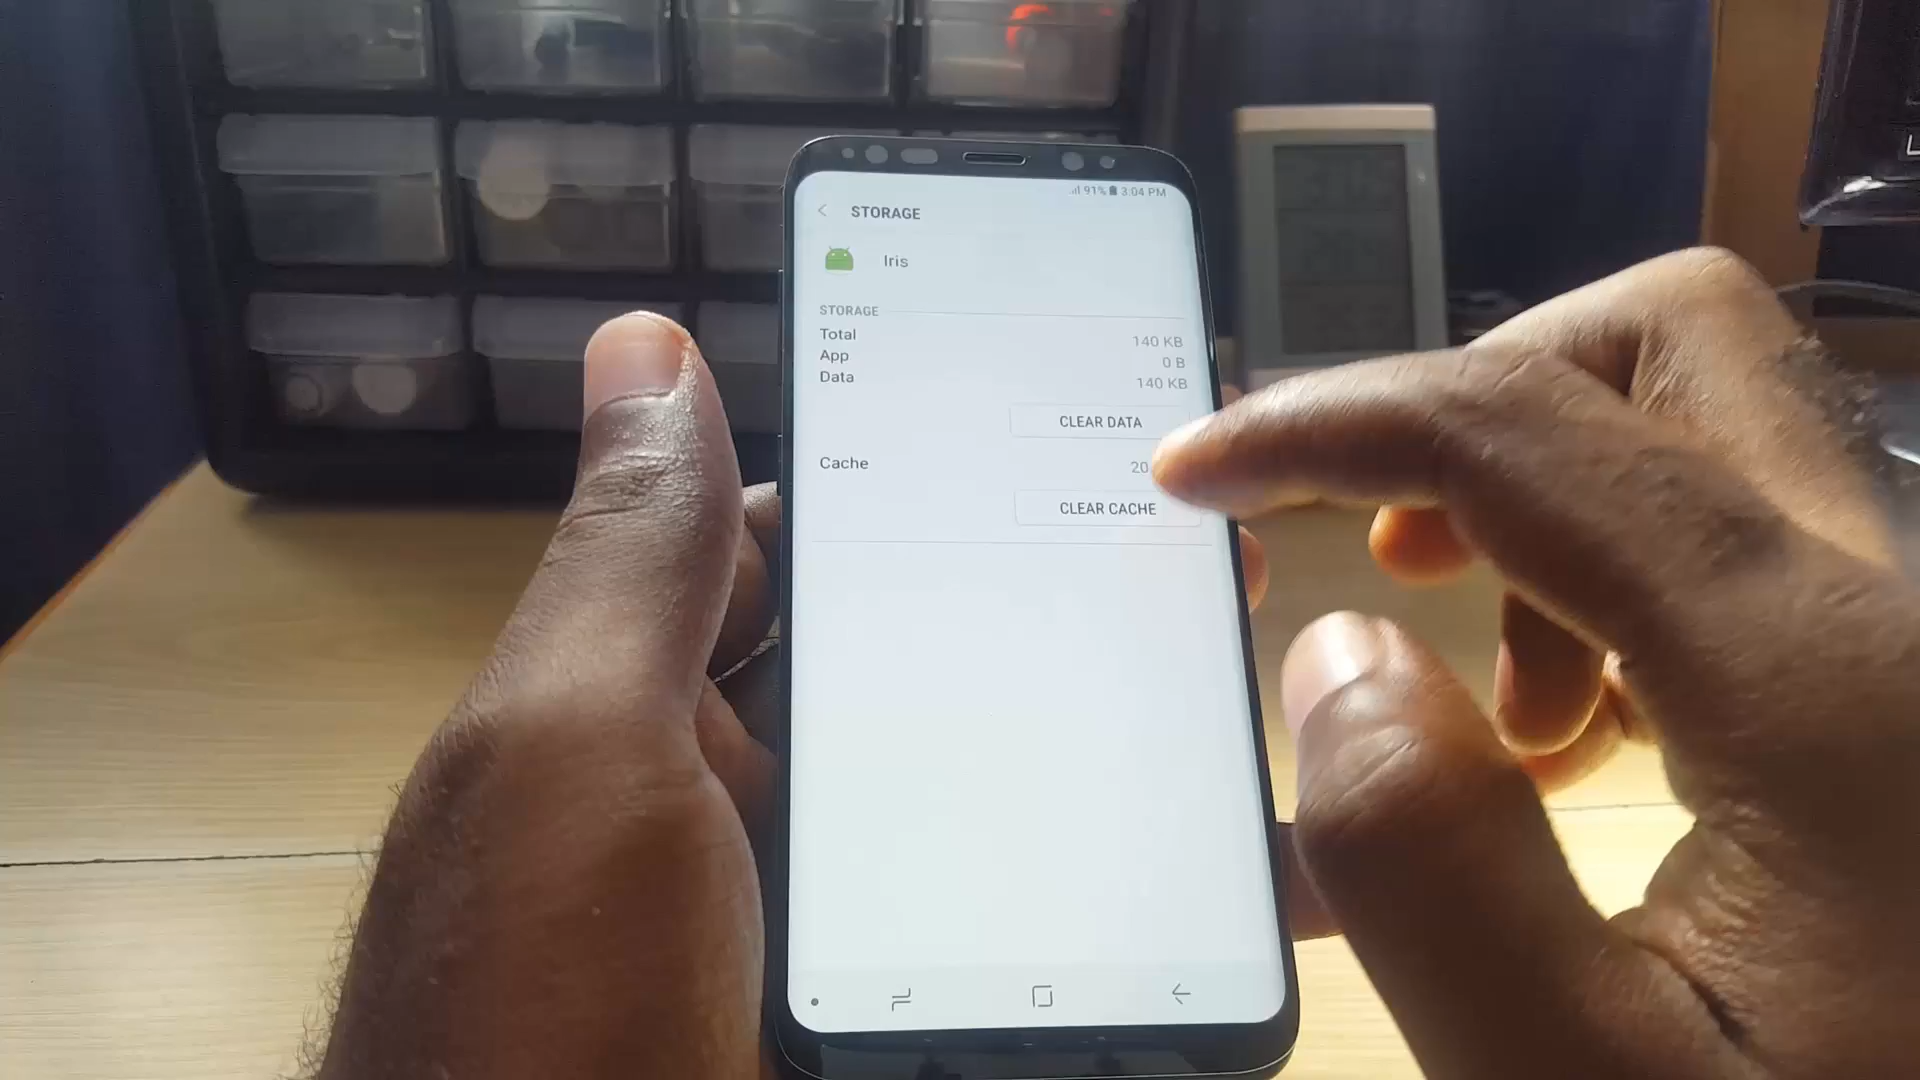 91% 3:04 PM
STORAGE
Iris
STORAGE
Total 140 KB
App 0 B
Data 140 KB
CLEAR DATA
Cache 20
CLEAR CACHE